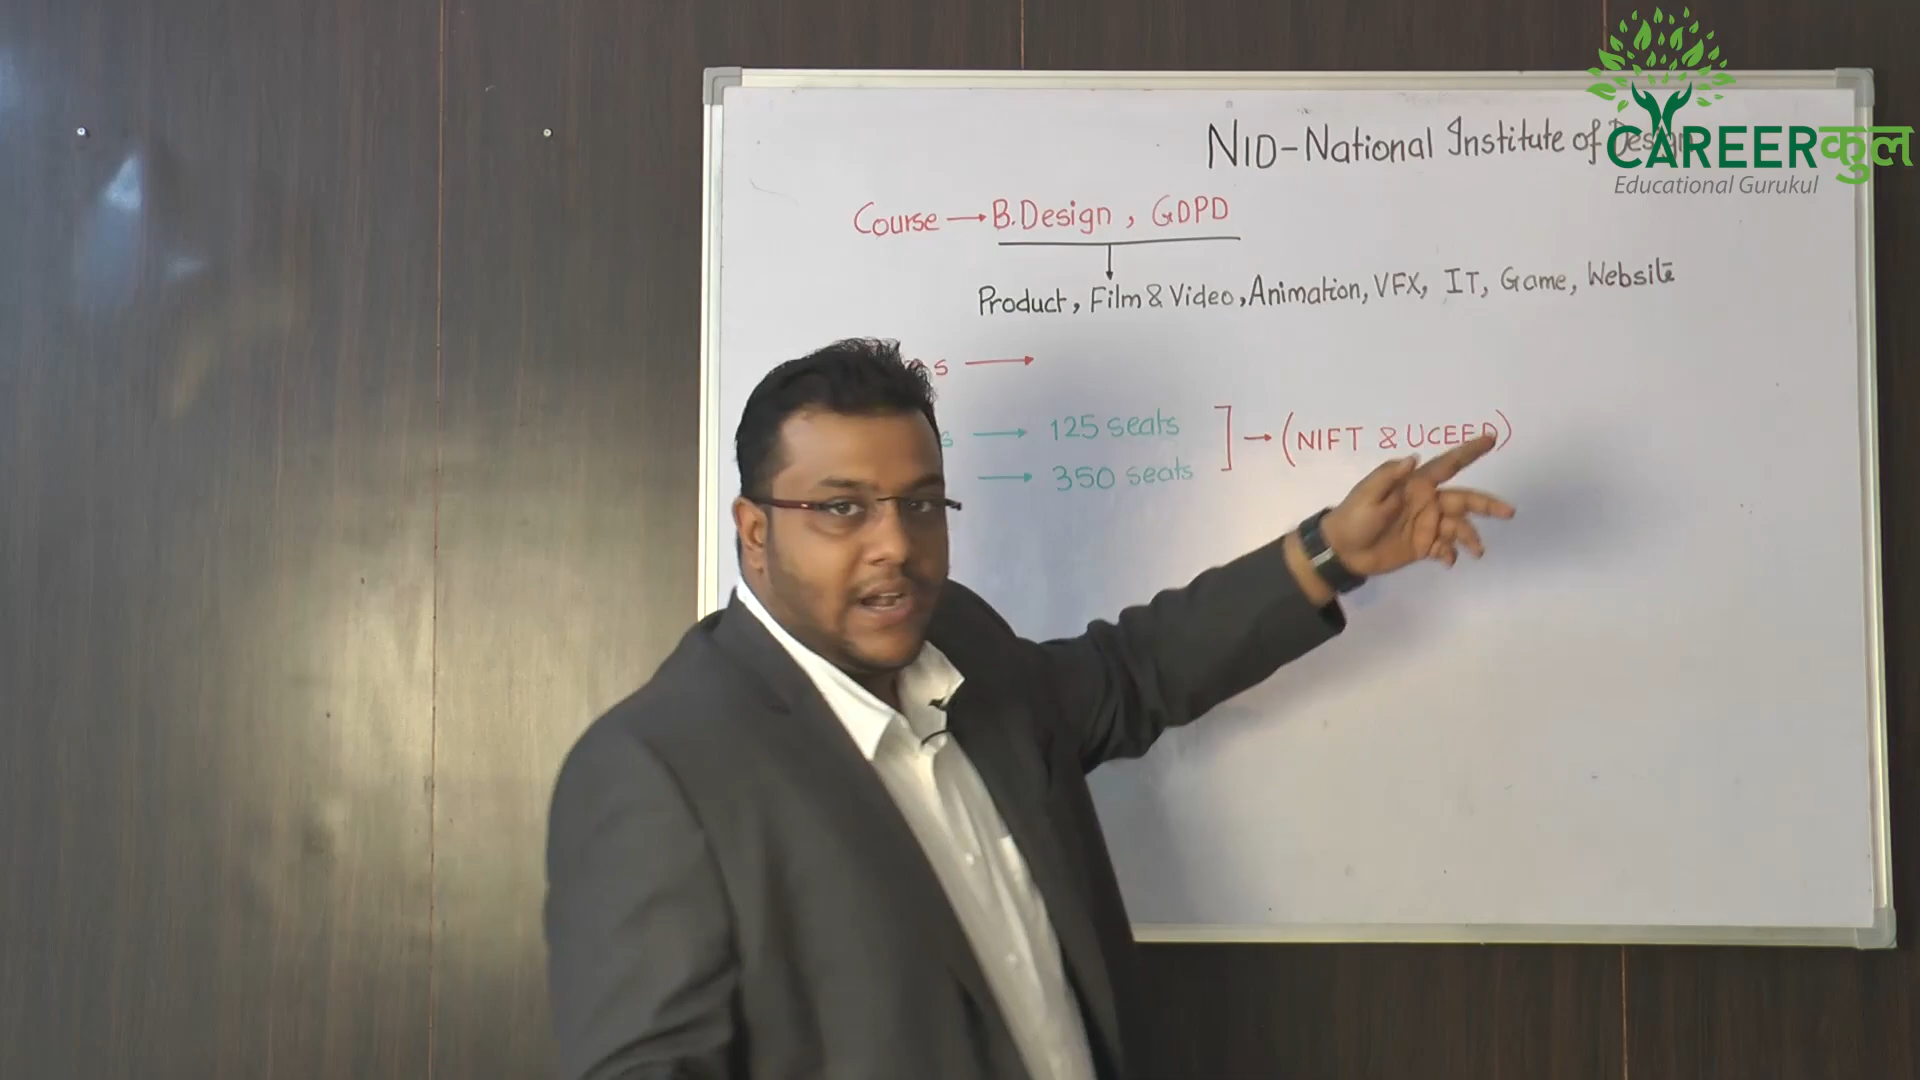 NID-National Institute of Design
CAREERकुल
Educational Gurukul
Course → B.Design, GDPD
Product, Film & Video, Animation, VFX, IT, Game, Website
→ 125 seats
→ 350 seats
] → (NIFT & UCEED)